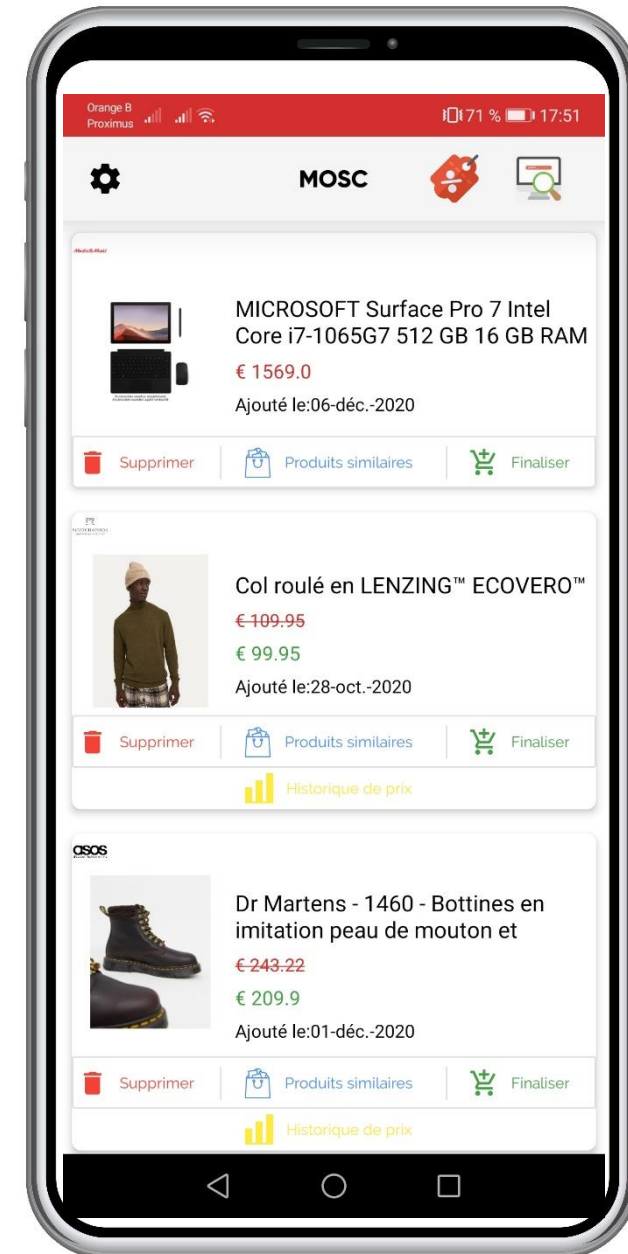 Orange B
Proximus
71 % 17:51
MOSC
Media Markt
MICROSOFT Surface Pro 7 Intel
Core i7-1065G7 512 GB 16 GB RAM
€ 1569.0
Ajouté le:06-déc.-2020
Supprimer Produits similaires Finaliser
Col roulé en LENZING™ ECOVERO™
€ 109.95
€ 99.95
Ajouté le:28-oct.-2020
Supprimer Produits similaires Finaliser
Historique de prix
asos
Dr Martens - 1460 - Bottines en
imitation peau de mouton et
€ 243.22
€ 209.9
Ajouté le:01-déc.-2020
Supprimer Produits similaires Finaliser
Historique de prix